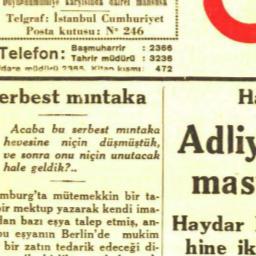 Telgraf: İstanbul Cumhuriyet
Posta kutusu: Nº 246
Telefon: Başmuharrir : 2366
Tahrir müdürü : 3236
İdare müdürü 2365. Kitap kısmı: 472
erbest mıntaka
Acaba bu serbest mıntaka
hevesine niçin düşmüştük,
ve sonra onu niçin unutacak
hale geldik?..
mburg'ta mütemekkin bir ta-
bir mektup yazarak kendi ima-
dan bazı eşya talep etmiş, an-
bu eşyanın Berlin'de mukim
bir zatın tedarik edeceği di-
Ha
Adliy
mas
Haydar
hine ik